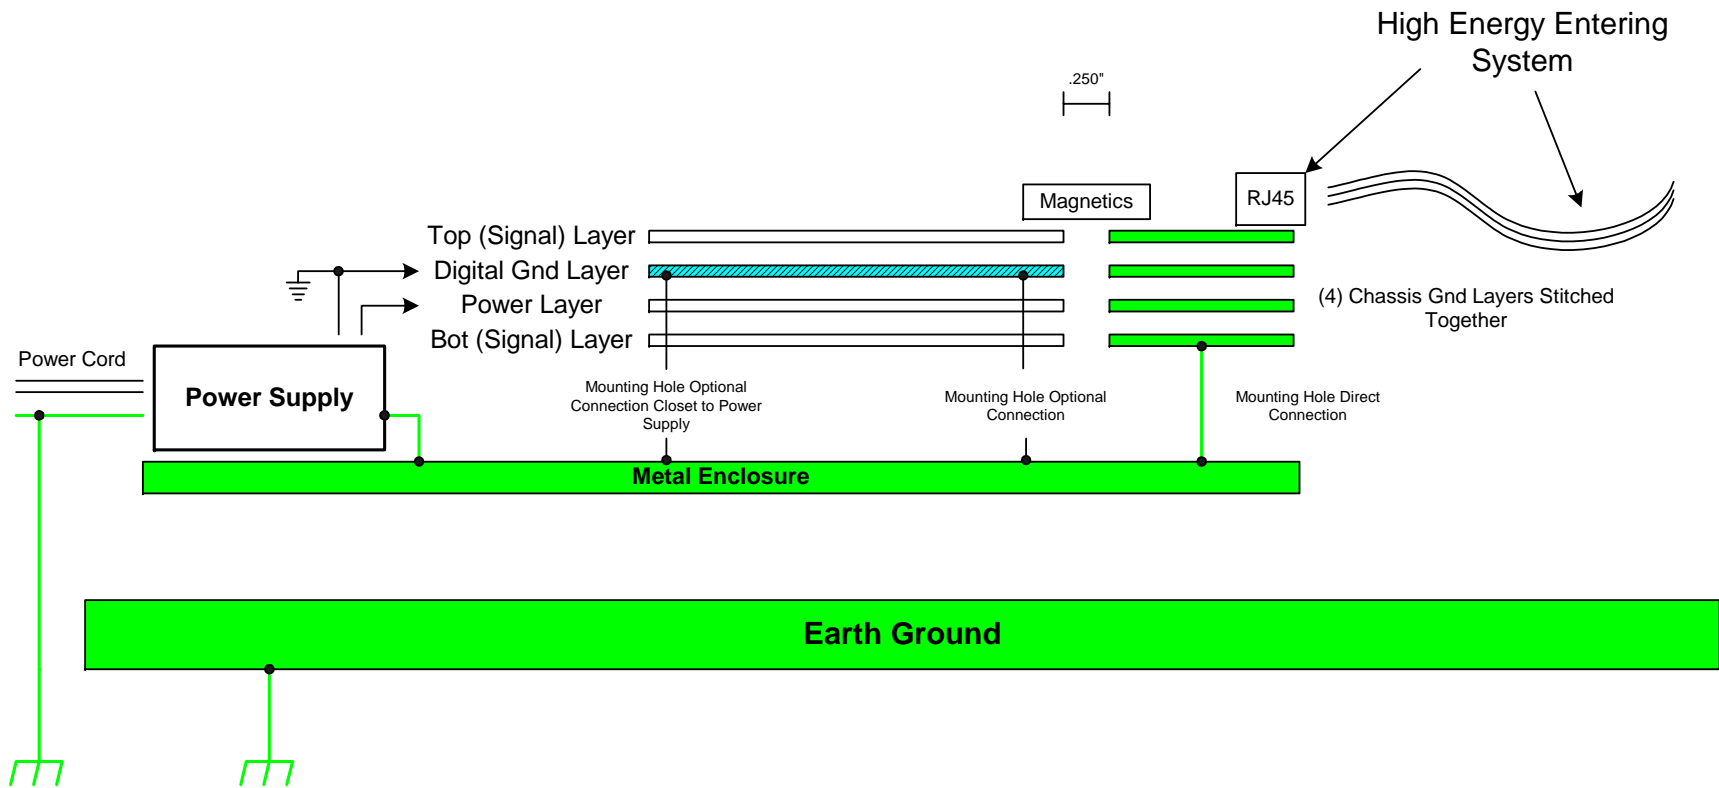 High Energy Entering
System
.250"
Magnetics
RJ45
Top (Signal) Layer
Digital Gnd Layer
Power Layer
Bot (Signal) Layer
(4) Chassis Gnd Layers Stitched
Together
Power Cord
Power Supply
Mounting Hole Optional
Connection Closet to Power
Supply
Mounting Hole Optional
Connection
Mounting Hole Direct
Connection
Metal Enclosure
Earth Ground